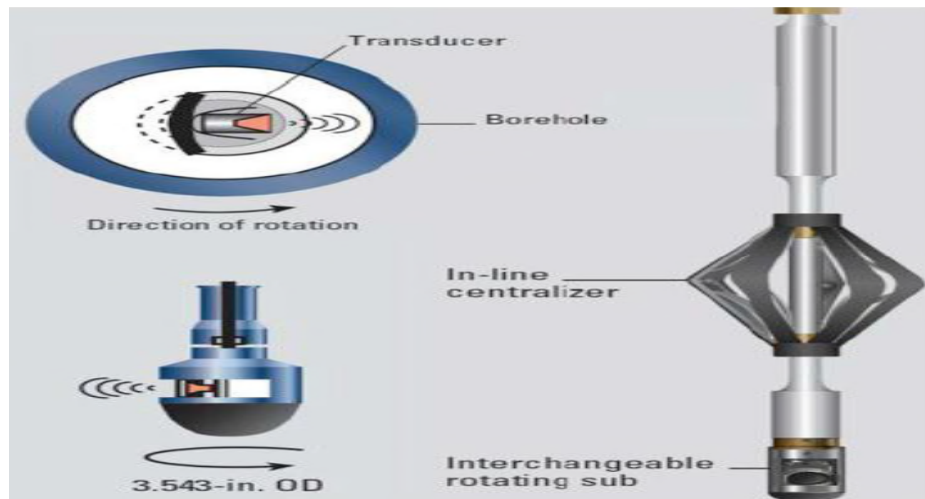 Transducer
Borehole
Direction of rotation
In-line
centralizer
Interchangeable
rotating sub
3.543-in. OD